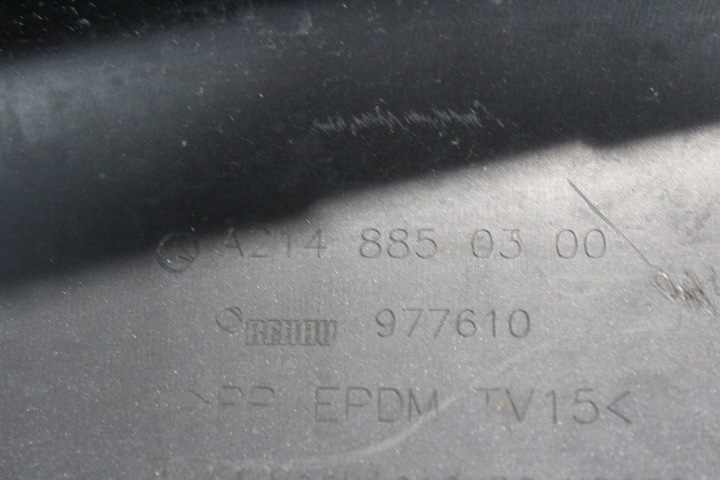 A214 885 03 00
REHAU 977610
>PP EPDM TV15<